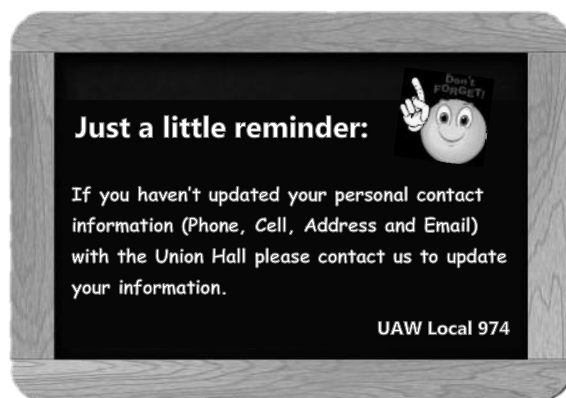 Don't
FORGET!
Just a little reminder:
If you haven't updated your personal contact
information (Phone, Cell, Address and Email)
with the Union Hall please contact us to update
your information.
UAW Local 974